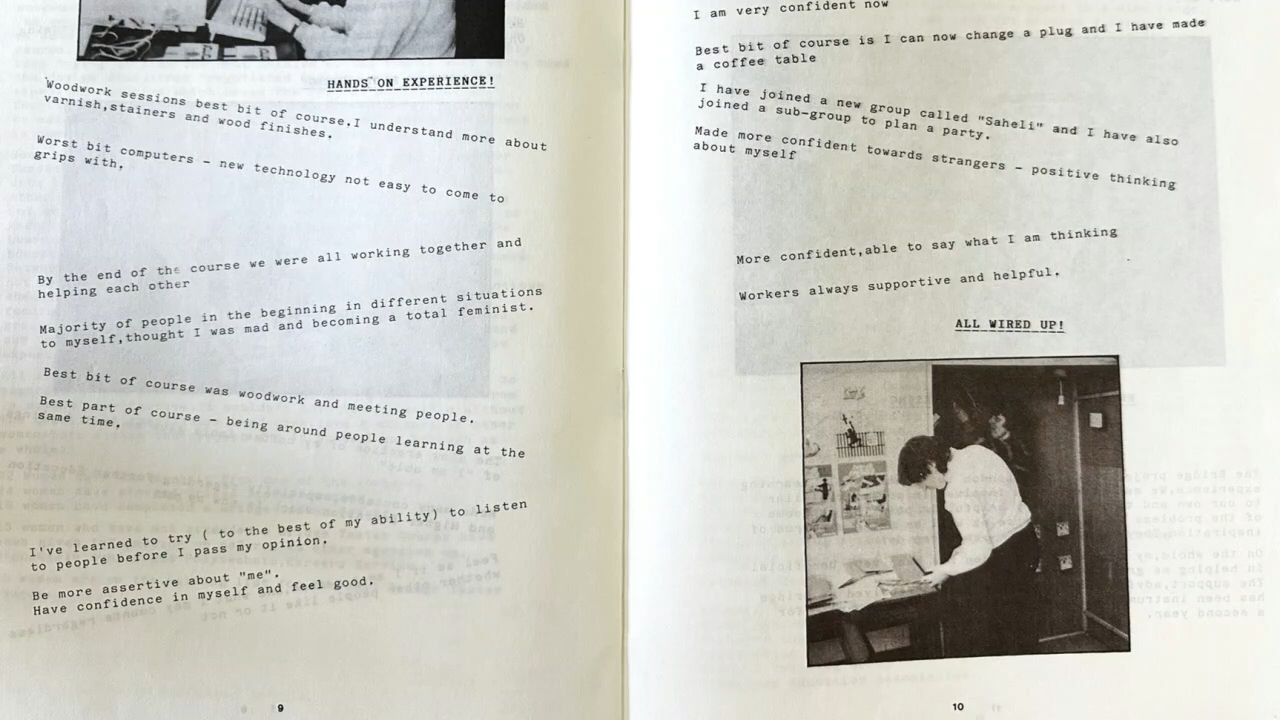 HANDS ON EXPERIENCE!
Woodwork sessions best bit of course.I understand more about
varnish,stainers and wood finishes.
Worst bit computers - new technology not easy to come to
grips with.
By the end of the course we were all working together and
helping each other
Majority of people in the beginning in different situations
to myself,thought I was mad and becoming a total feminist.
Best bit of course was woodwork and meeting people.
Best part of course - being around people learning at the
same time.
I've learned to try ( to the best of my ability) to listen
to people before I pass my opinion.
Be more assertive about "me".
Have confidence in myself and feel good.
9
I am very confident now
Best bit of course is I can now change a plug and I have made
a coffee table
I have joined a new group called "Saheli" and I have also
joined a sub-group to plan a party.
Made more confident towards strangers - positive thinking
about myself
More confident,able to say what I am thinking
Workers always supportive and helpful.
ALL WIRED UP!
10